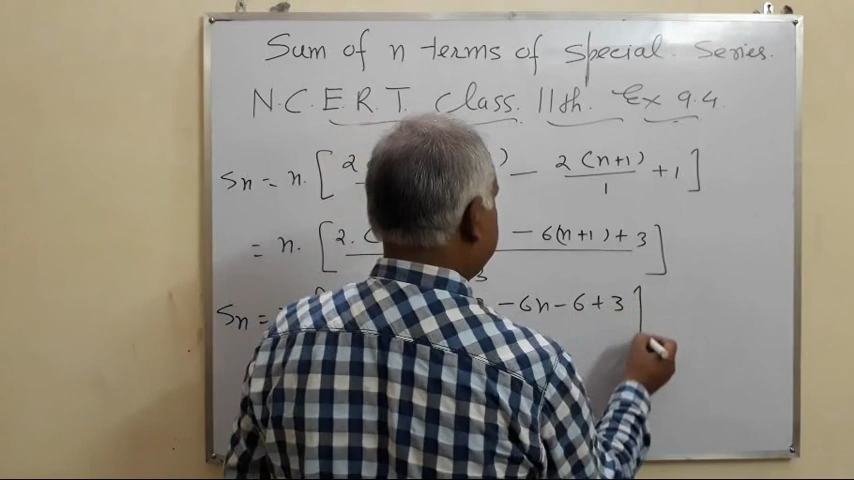 Sum of n terms of special. Series.
N.C.E.R.T. Class. 11th. Ex 9.4.
Sn = n. [ 2 ) - 2(n+1)/1 + 1 ]
= n. [ 2. ( - 6(n+1) + 3 / 3 ]
Sn = - 6n - 6 + 3 ]